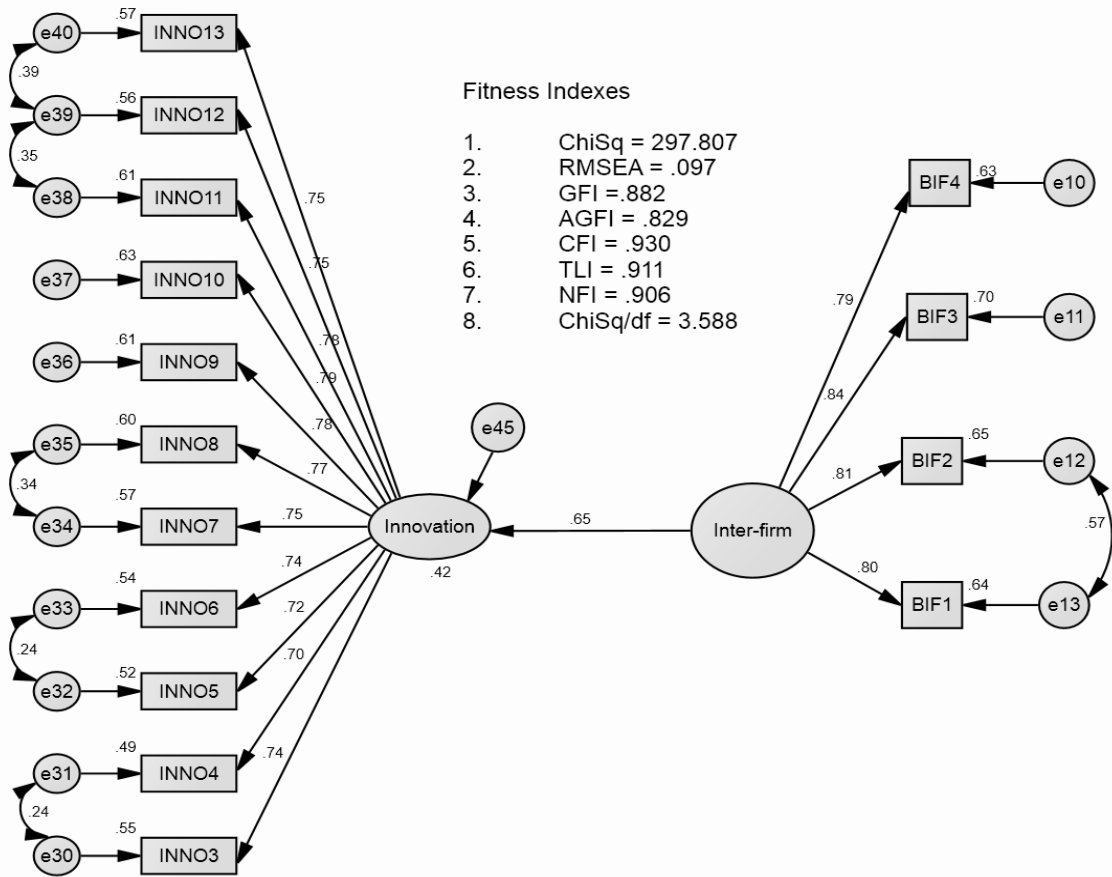 .57
e40
INNO13
.39
.56
e39
INNO12
.35
.61
e38
INNO11
.63
e37
INNO10
.61
e36
INNO9
.60
e35
INNO8
.34
.57
e34
INNO7
.54
e33
INNO6
.24
.52
e32
INNO5
.49
e31
INNO4
.24
.55
e30
INNO3
.75
.75
.78
.79
.78
.77
.75
.74
.72
.70
.74
Fitness Indexes
1. ChiSq = 297.807
2. RMSEA = .097
3. GFI =.882
4. AGFI = .829
5. CFI = .930
6. TLI = .911
7. NFI = .906
8. ChiSq/df = 3.588
e45
Innovation
.42
.65
Inter-firm
.79
.84
.81
.80
BIF4
.63
e10
BIF3
.70
e11
BIF2
.65
e12
.57
BIF1
.64
e13